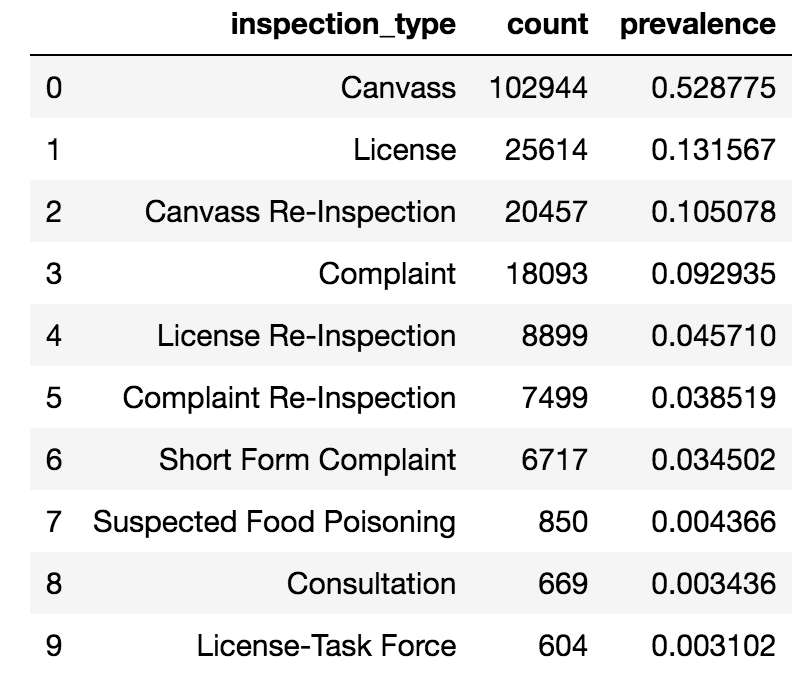 inspection_type count prevalence
0 Canvass 102944 0.528775
1 License 25614 0.131567
2 Canvass Re-Inspection 20457 0.105078
3 Complaint 18093 0.092935
4 License Re-Inspection 8899 0.045710
5 Complaint Re-Inspection 7499 0.038519
6 Short Form Complaint 6717 0.034502
7 Suspected Food Poisoning 850 0.004366
8 Consultation 669 0.003436
9 License-Task Force 604 0.003102